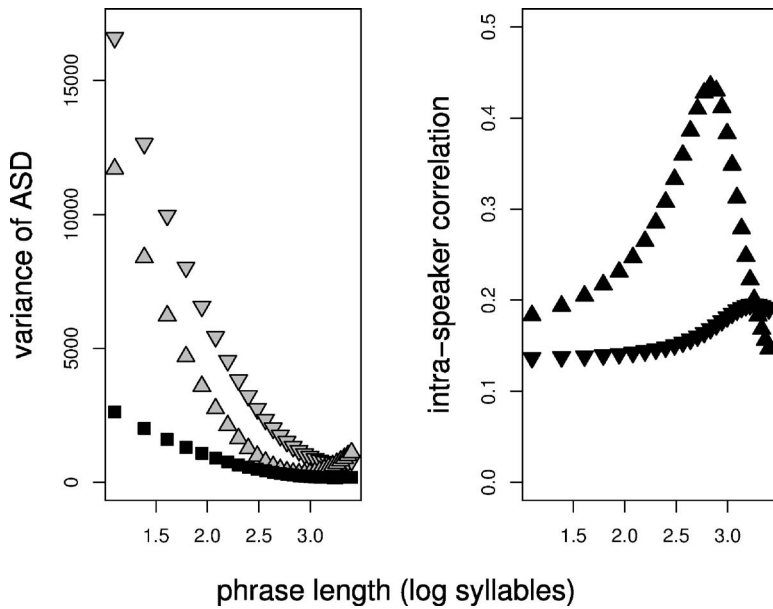 variance of ASD
15000
10000
5000
0
1.5 2.0 2.5 3.0
intra-speaker correlation
0.5
0.4
0.3
0.2
0.1
0.0
1.5 2.0 2.5 3.0
phrase length (log syllables)